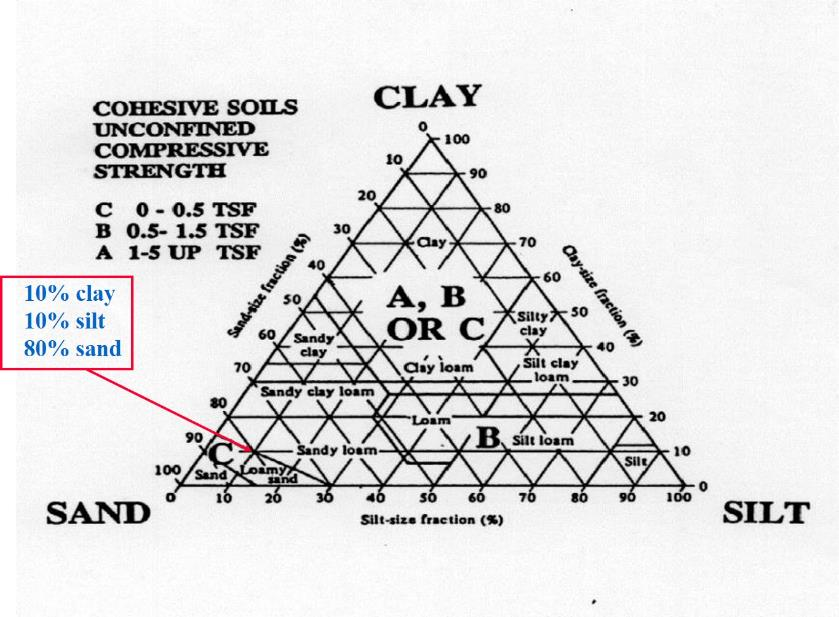 CLAY
COHESIVE SOILS
UNCONFINED
COMPRESSIVE
STRENGTH
C 0 - 0.5 TSF
B 0.5- 1.5 TSF
A 1-5 UP TSF
10% clay
10% silt
80% sand
Sand-size fraction (%)
Clay-size fraction (%)
0
100
10
90
20
80
30
70
40
60
50
50
60
40
70
30
80
20
90
10
100
0
Clay
A, B
OR C
Silty
clay
Sandy
clay
Clay loam
Silt clay
loam
Sandy clay loam
Loam
B
Silt loam
Sandy loam
C
Sand
Loamy
sand
Silt
0 10 20 30 40 50 60 70 80 90 100
SAND
Silt-size fraction (%)
SILT